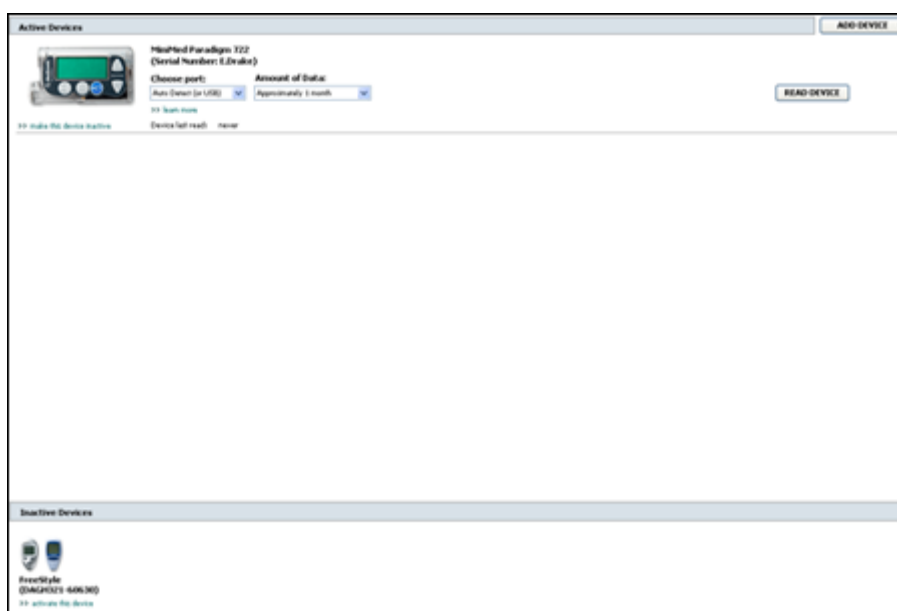 Active Devices
ADD DEVICE
MiniMed Paradigm 722
(Serial Number: E.Drake)
Choose port: Amount of Data:
Auto Detect (or USB) Approximately 1 month
READ DEVICE
>> learn more
>> make this device inactive Device last read: never
Inactive Devices
FreeStyle
>> activate this device